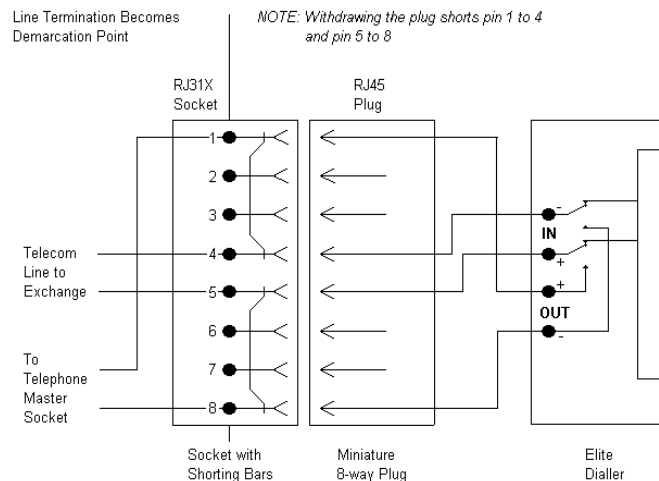 Line Termination Becomes
Demarcation Point
NOTE: Withdrawing the plug shorts pin 1 to 4
and pin 5 to 8
RJ31X
Socket
RJ45
Plug
1
2
3
4
5
6
7
8
Telecom
Line to
Exchange
To
Telephone
Master
Socket
-
IN
+
+
OUT
-
Socket with
Shorting Bars
Miniature
8-way Plug
Elite
Dialler